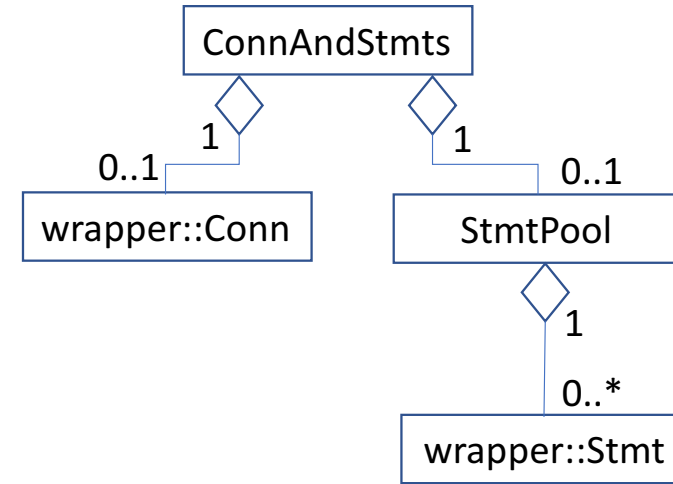 ConnAndStmts
1
1
0..1
0..1
wrapper::Conn
StmtPool
1
0..*
wrapper::Stmt